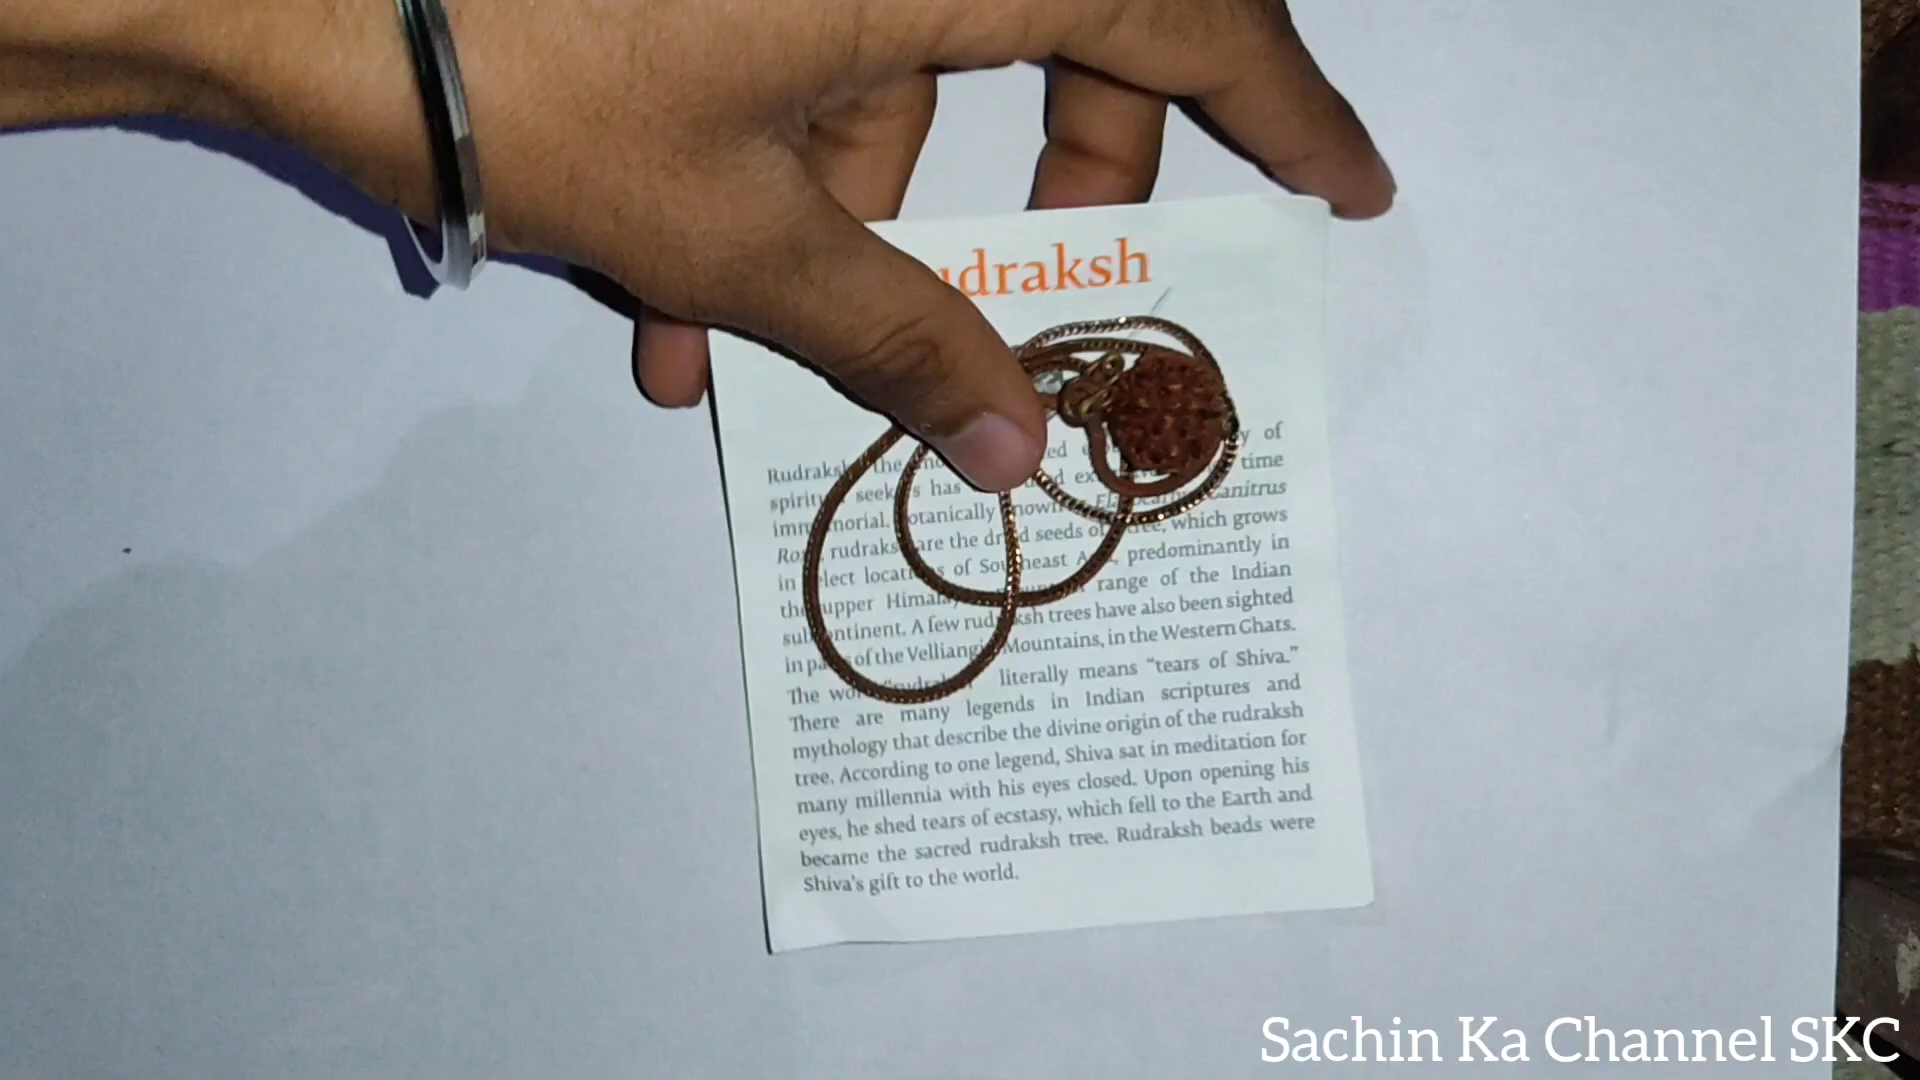 udraksh
Rudraksh, the
of
spiritual seekers has time
known Ganitrus
rudraksh are the dried seeds of tree, which grows
in select locations of Southeast Asia, predominantly in
the upper Himalayan mountain range of the Indian
subcontinent. A few rudraksh trees have also been sighted
in parts of the Velliangiri Mountains, in the Western Ghats.
The word literally means “tears of Shiva.”
There are many legends in Indian scriptures and
mythology that describe the divine origin of the rudraksh
tree. According to one legend, Shiva sat in meditation for
many millennia with his eyes closed. Upon opening his
eyes, he shed tears of ecstasy, which fell to the Earth and
became the sacred rudraksh tree. Rudraksh beads were
Shiva's gift to the world.
Sachin Ka Channel SKC